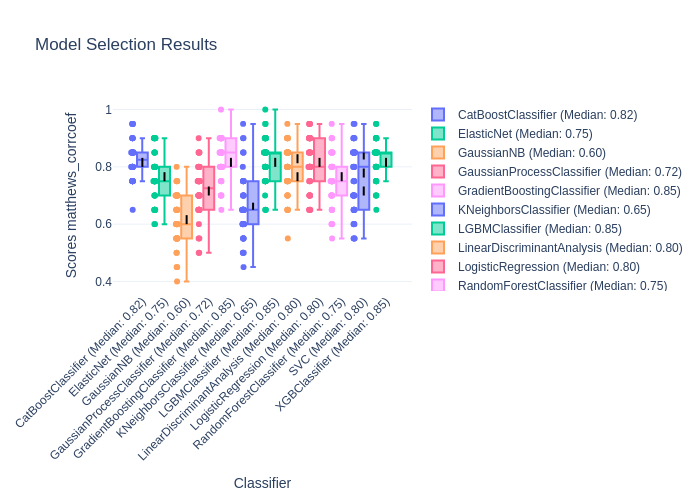 Model Selection Results
Scores matthews_corrcoef
1
0.8
0.6
0.4
CatBoostClassifier (Median: 0.82)
ElasticNet (Median: 0.75)
GaussianNB (Median: 0.60)
GaussianProcessClassifier (Median: 0.72)
GradientBoostingClassifier (Median: 0.85)
KNeighborsClassifier (Median: 0.65)
LGBMClassifier (Median: 0.85)
LinearDiscriminantAnalysis (Median: 0.80)
LogisticRegression (Median: 0.80)
RandomForestClassifier (Median: 0.75)
SVC (Median: 0.80)
XGBClassifier (Median: 0.85)
Classifier
CatBoostClassifier (Median: 0.82)
ElasticNet (Median: 0.75)
GaussianNB (Median: 0.60)
GaussianProcessClassifier (Median: 0.72)
GradientBoostingClassifier (Median: 0.85)
KNeighborsClassifier (Median: 0.65)
LGBMClassifier (Median: 0.85)
LinearDiscriminantAnalysis (Median: 0.80)
LogisticRegression (Median: 0.80)
RandomForestClassifier (Median: 0.75)